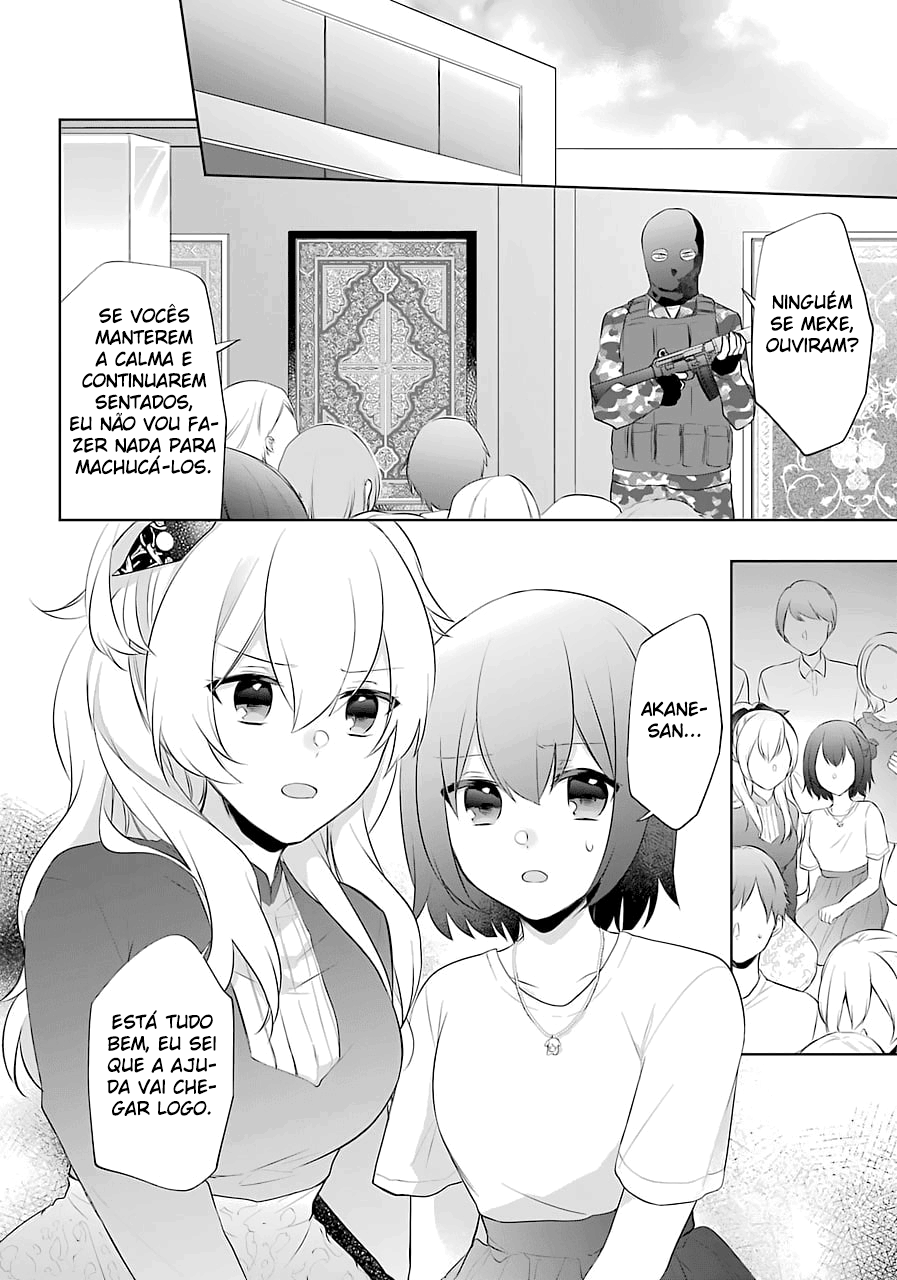 NINGUÉM
SE MEXE,
OUVIRAM?
SE VOCÊS
MANTEREM
A CALMA E
CONTINUAREM
SENTADOS,
EU NÃO VOU FA-
ZER NADA PARA
MACHUCÁ-LOS.
AKANE-
SAN...
ESTÁ TUDO
BEM, EU SEI
QUE A AJU-
DA VAI CHE-
GAR LOGO.